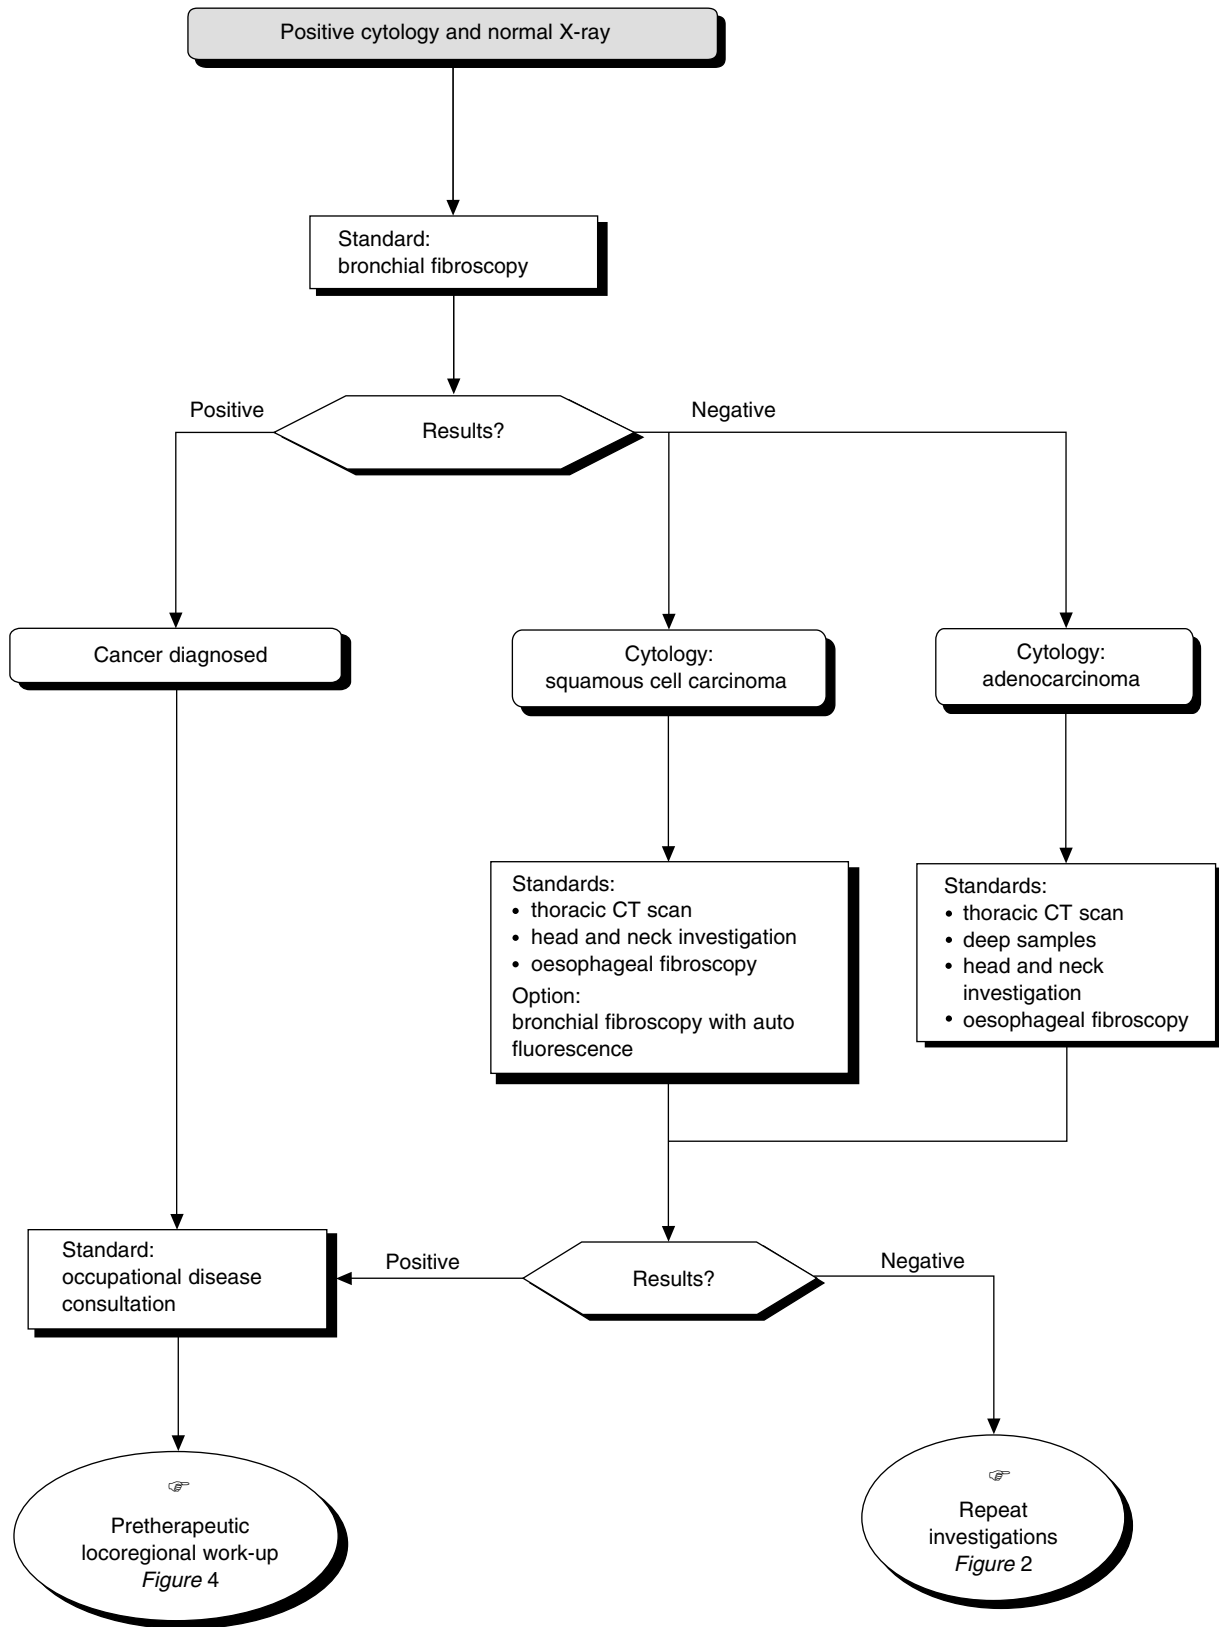 Positive cytology and normal X-ray
Standard:
bronchial fibroscopy
Positive
Results?
Negative
Cancer diagnosed
Cytology:
squamous cell carcinoma
Cytology:
adenocarcinoma
Standards:
• thoracic CT scan
• head and neck investigation
• oesophageal fibroscopy
Option:
bronchial fibroscopy with auto
fluorescence
Standards:
• thoracic CT scan
• deep samples
• head and neck
investigation
• oesophageal fibroscopy
Standard:
occupational disease
consultation
Positive
Results?
Negative
☞
Pretherapeutic
locoregional work-up
Figure 4
☞
Repeat
investigations
Figure 2